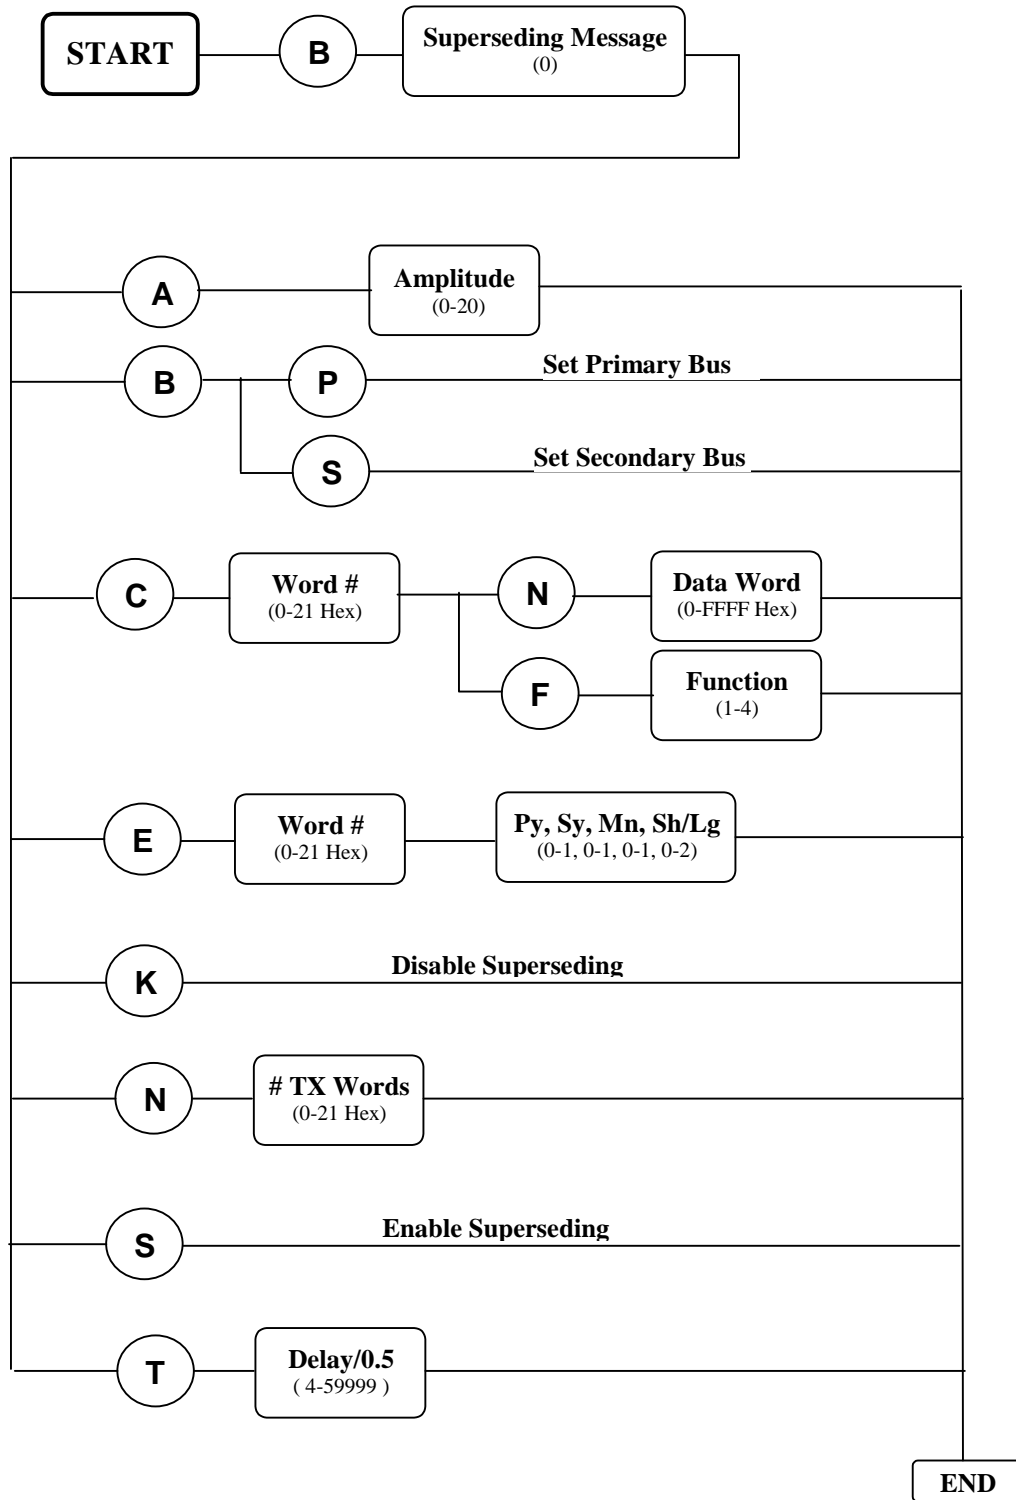 START
B
Superseding Message
(0)
A
Amplitude
(0-20)
B
P
Set Primary Bus
S
Set Secondary Bus
C
Word #
(0-21 Hex)
N
Data Word
(0-FFFF Hex)
F
Function
(1-4)
E
Word #
(0-21 Hex)
Py, Sy, Mn, Sh/Lg
(0-1, 0-1, 0-1, 0-2)
K
Disable Superseding
N
# TX Words
(0-21 Hex)
S
Enable Superseding
T
Delay/0.5
( 4-59999 )
END